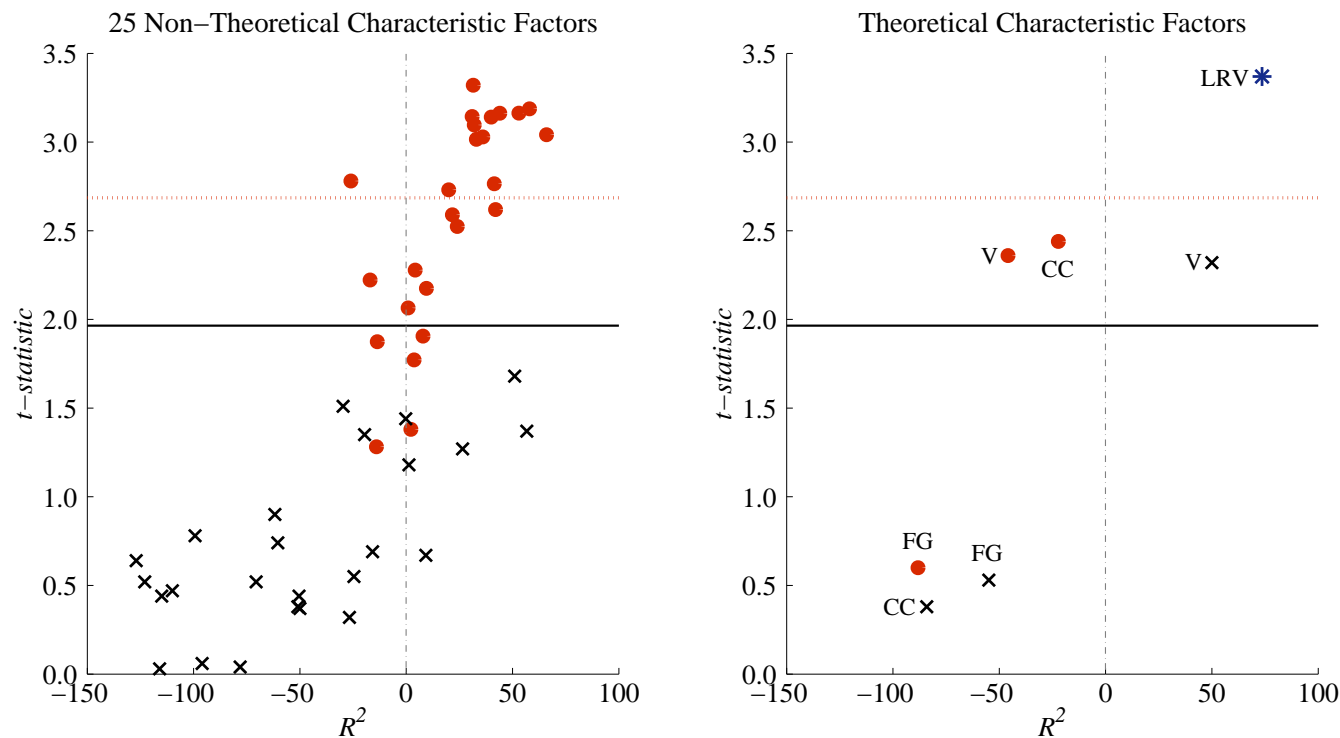 25 Non−Theoretical Characteristic Factors
3.5
3.0
2.5
2.0
1.5
1.0
0.5
0.0
t−statistic
−150
−100
−50
0
50
100
R²
Theoretical Characteristic Factors
3.5
3.0
2.5
2.0
1.5
1.0
0.5
0.0
t−statistic
LRV
V
CC
V
FG
FG
CC
−150
−100
−50
0
50
100
R²